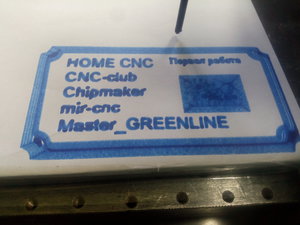 HOME CNC
Первая работа
CNC-club
Chipmaker
mir-cnc
Master_GREENLINE